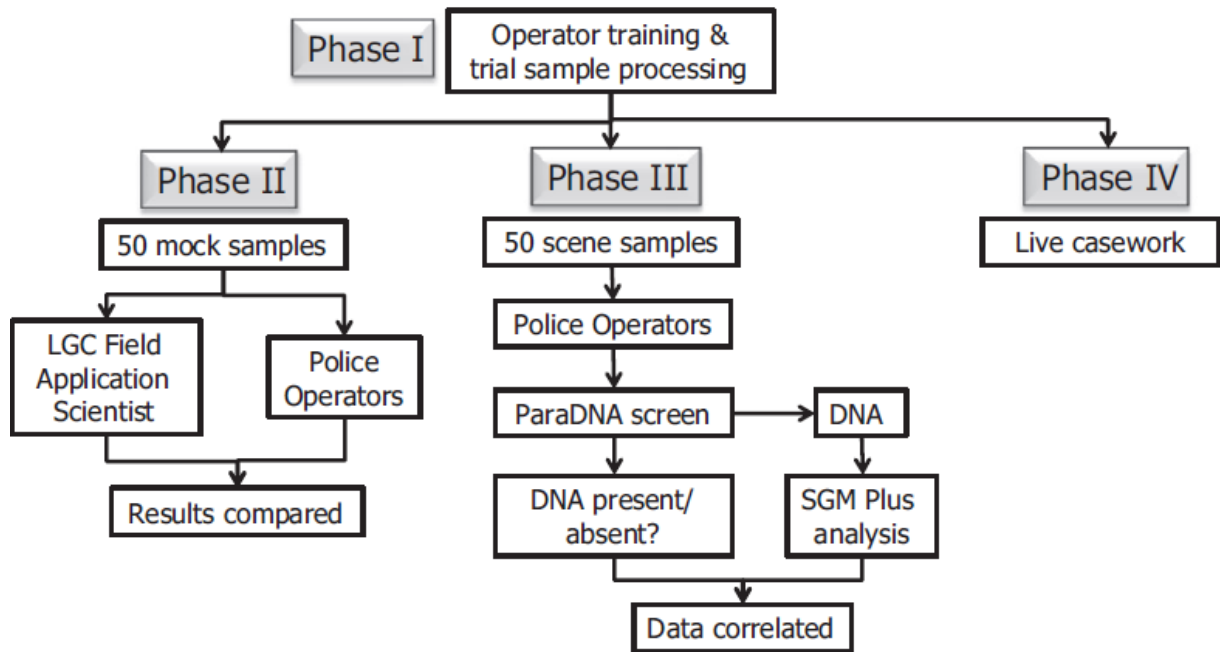 Phase I
Operator training &
trial sample processing
Phase II
Phase III
Phase IV
50 mock samples
50 scene samples
Live casework
LGC Field
Application
Scientist
Police
Operators
Police Operators
ParaDNA screen
DNA
Results compared
DNA present/
absent?
SGM Plus
analysis
Data correlated